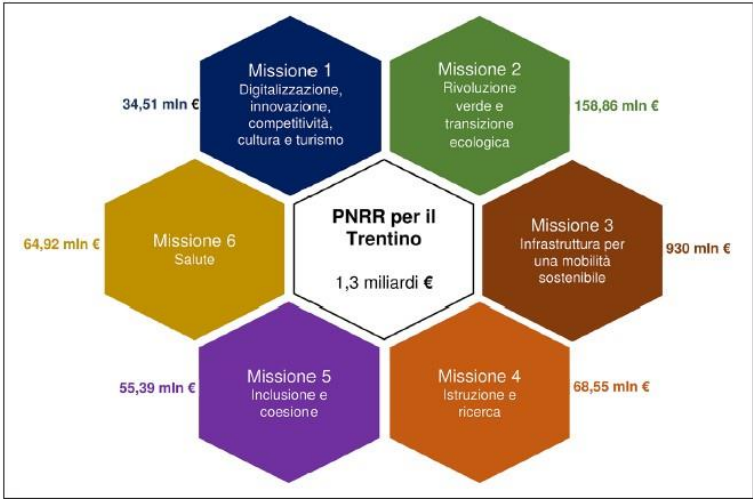 Missione 1
Digitalizzazione,
innovazione,
competitività,
cultura e turismo
34,51 mln €
Missione 2
Rivoluzione
verde e
transizione
ecologica
158,86 mln €
Missione 6
Salute
64,92 mln €
PNRR per il
Trentino
1,3 miliardi €
Missione 3
Infrastruttura per
una mobilità
sostenibile
930 mln €
Missione 5
Inclusione e
coesione
55,39 mln €
Missione 4
Istruzione e
ricerca
68,55 mln €